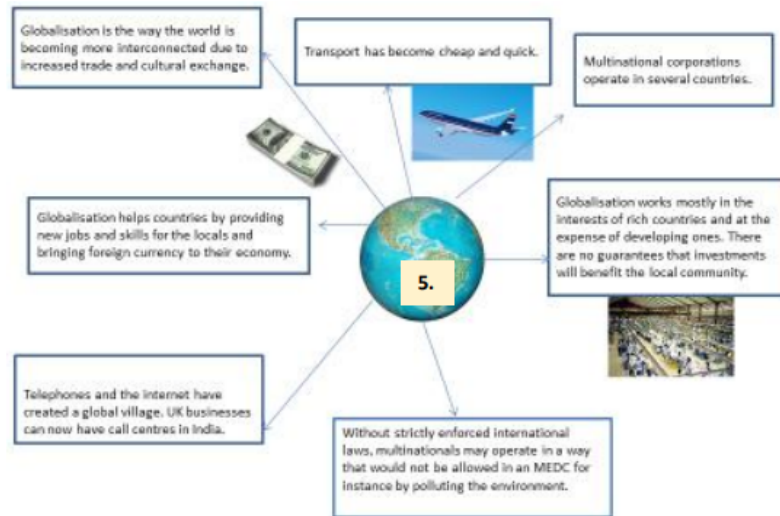 Globalisation is the way the world is
becoming more interconnected due to
increased trade and cultural exchange.
Transport has become cheap and quick.
Multinational corporations
operate in several countries.
Globalisation helps countries by providing
new jobs and skills for the locals and
bringing foreign currency to their economy.
Globalisation works mostly in the
interests of rich countries and at the
expense of developing ones. There
are no guarantees that investments
will benefit the local community.
5.
Telephones and the internet have
created a global village. UK businesses
can now have call centres in India.
Without strictly enforced international
laws, multinationals may operate in a way
that would not be allowed in an MEDC for
instance by polluting the environment.